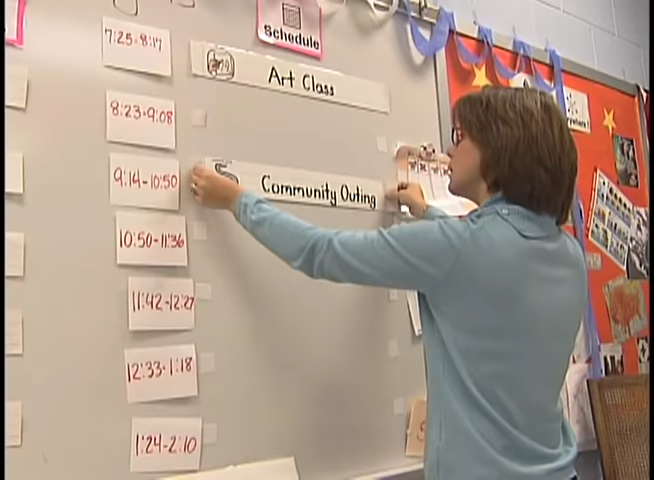 Schedule
7:25-8:17
Art Class
8:23-9:08
9:14-10:50
Community Outing
10:50-11:36
11:42-12:27
12:33-1:18
1:24-2:10